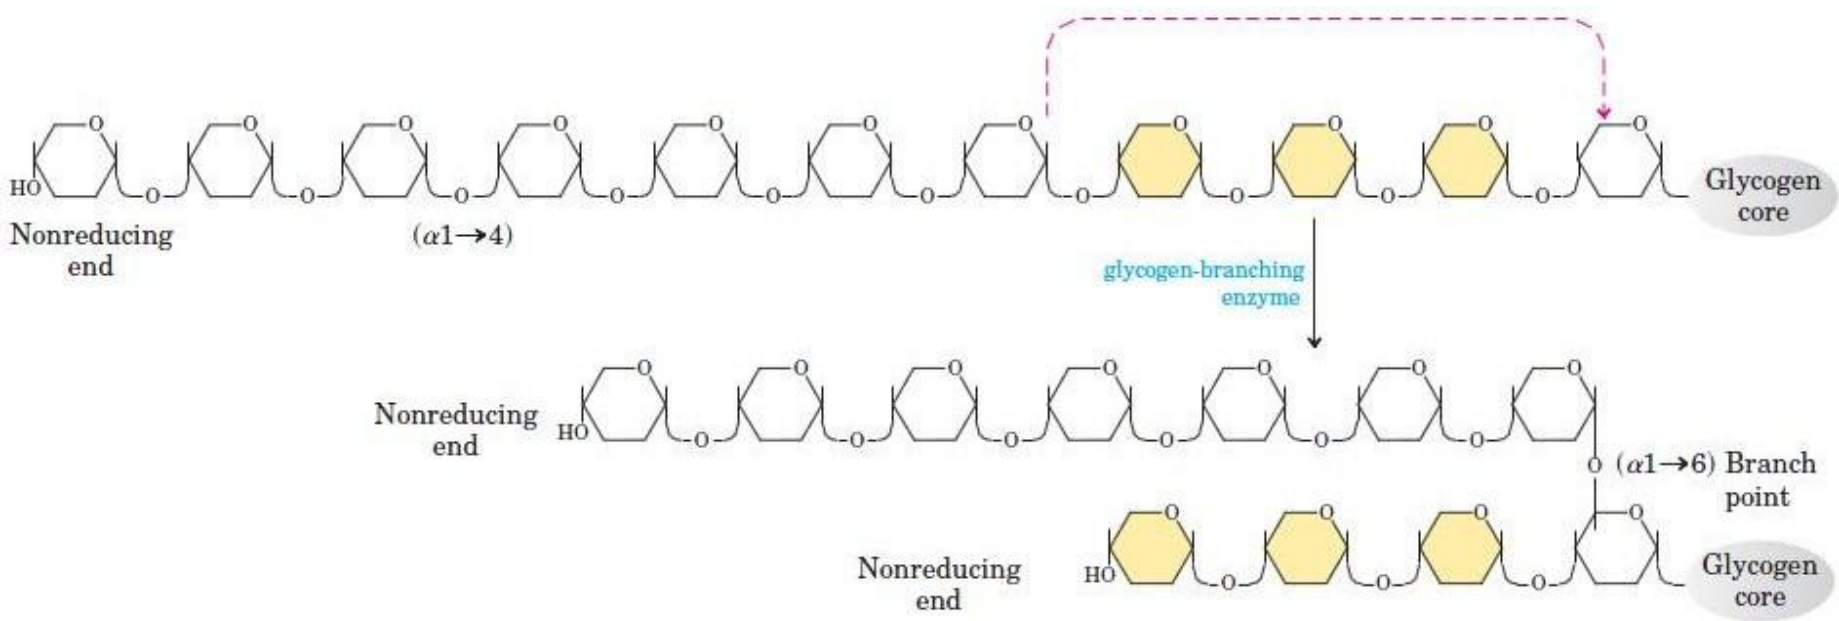 O O O O O O O O O O O
HO O O O O O O O O O O
Glycogen
core
Nonreducing
end
(α1→4)
glycogen-branching
enzyme
O O O O O O O
Nonreducing
end
HO O O O O O O
O (α1→6) Branch
point
O O O O
Nonreducing
end
HO O O O
Glycogen
core